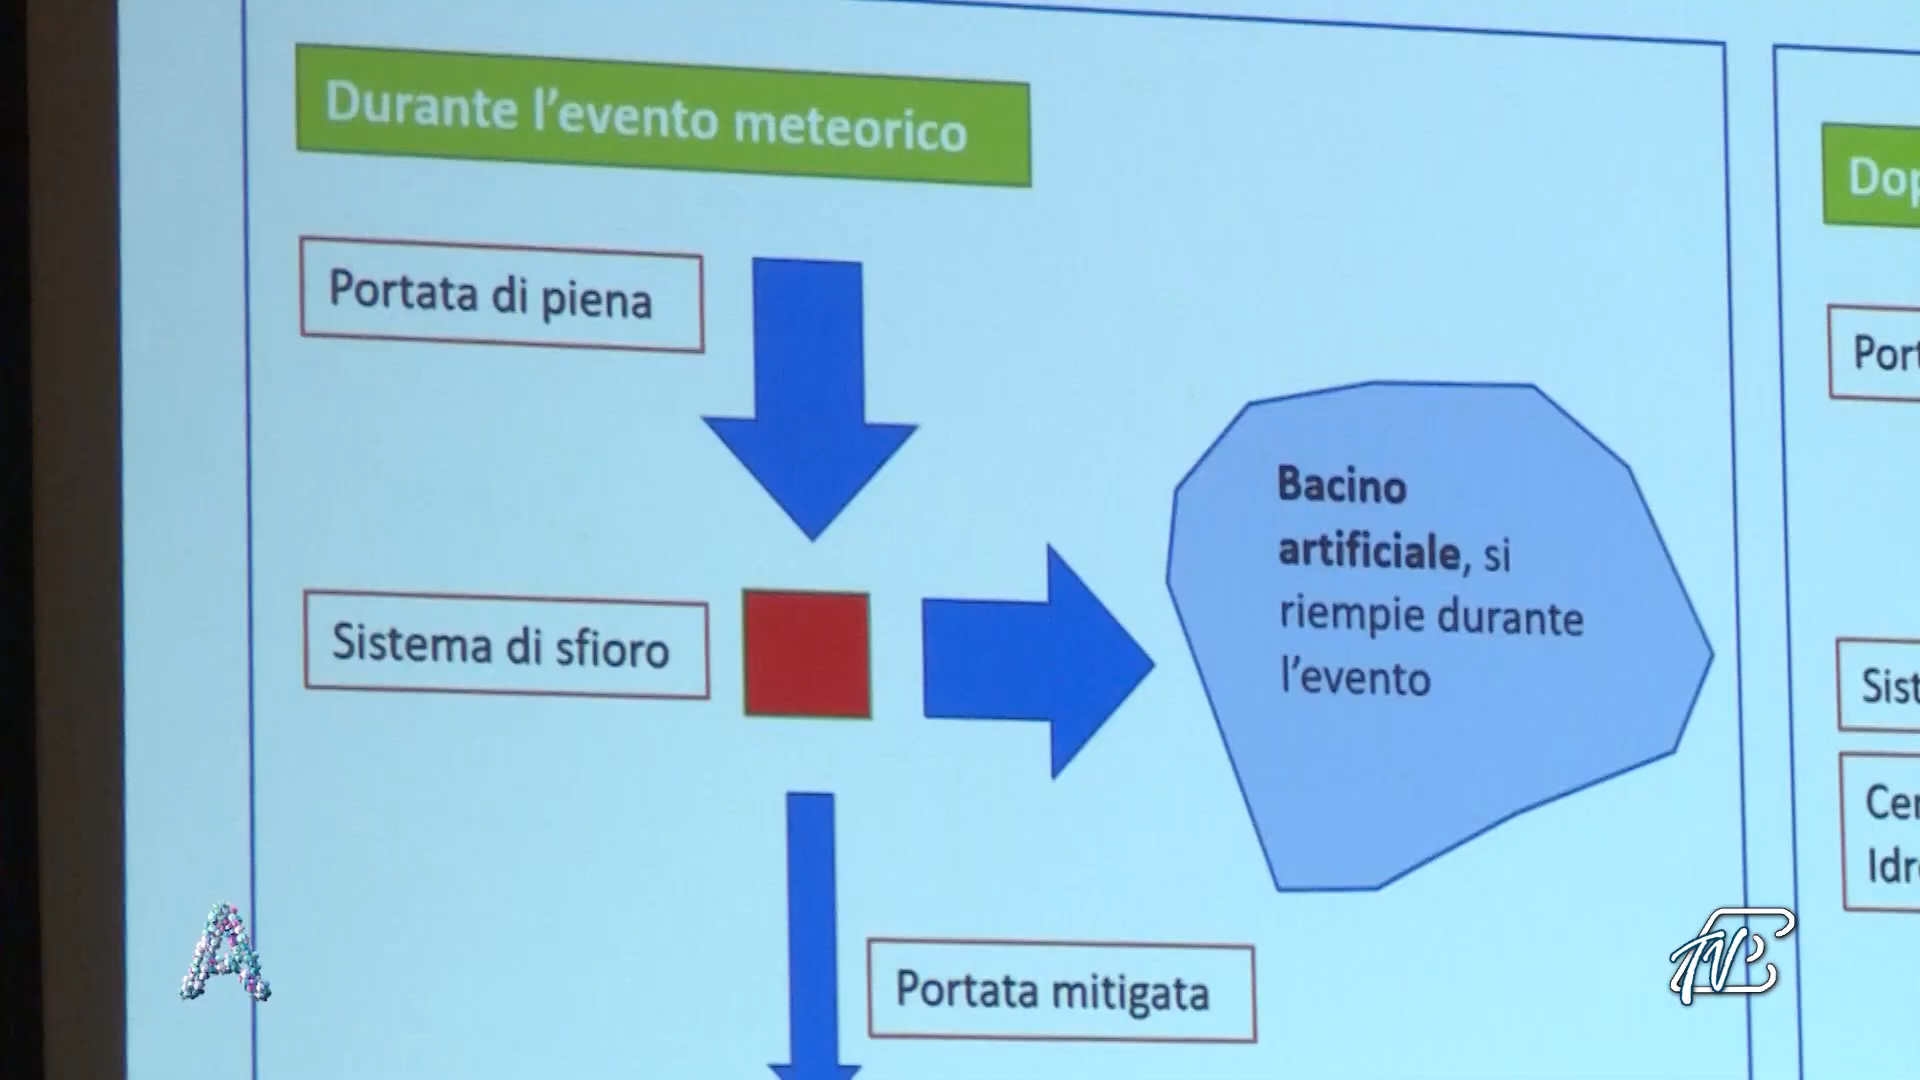 Durante l'evento meteorico
Portata di piena
Bacino
artificiale, si
riempie durante
l'evento
Sistema di sfioro
Portata mitigata